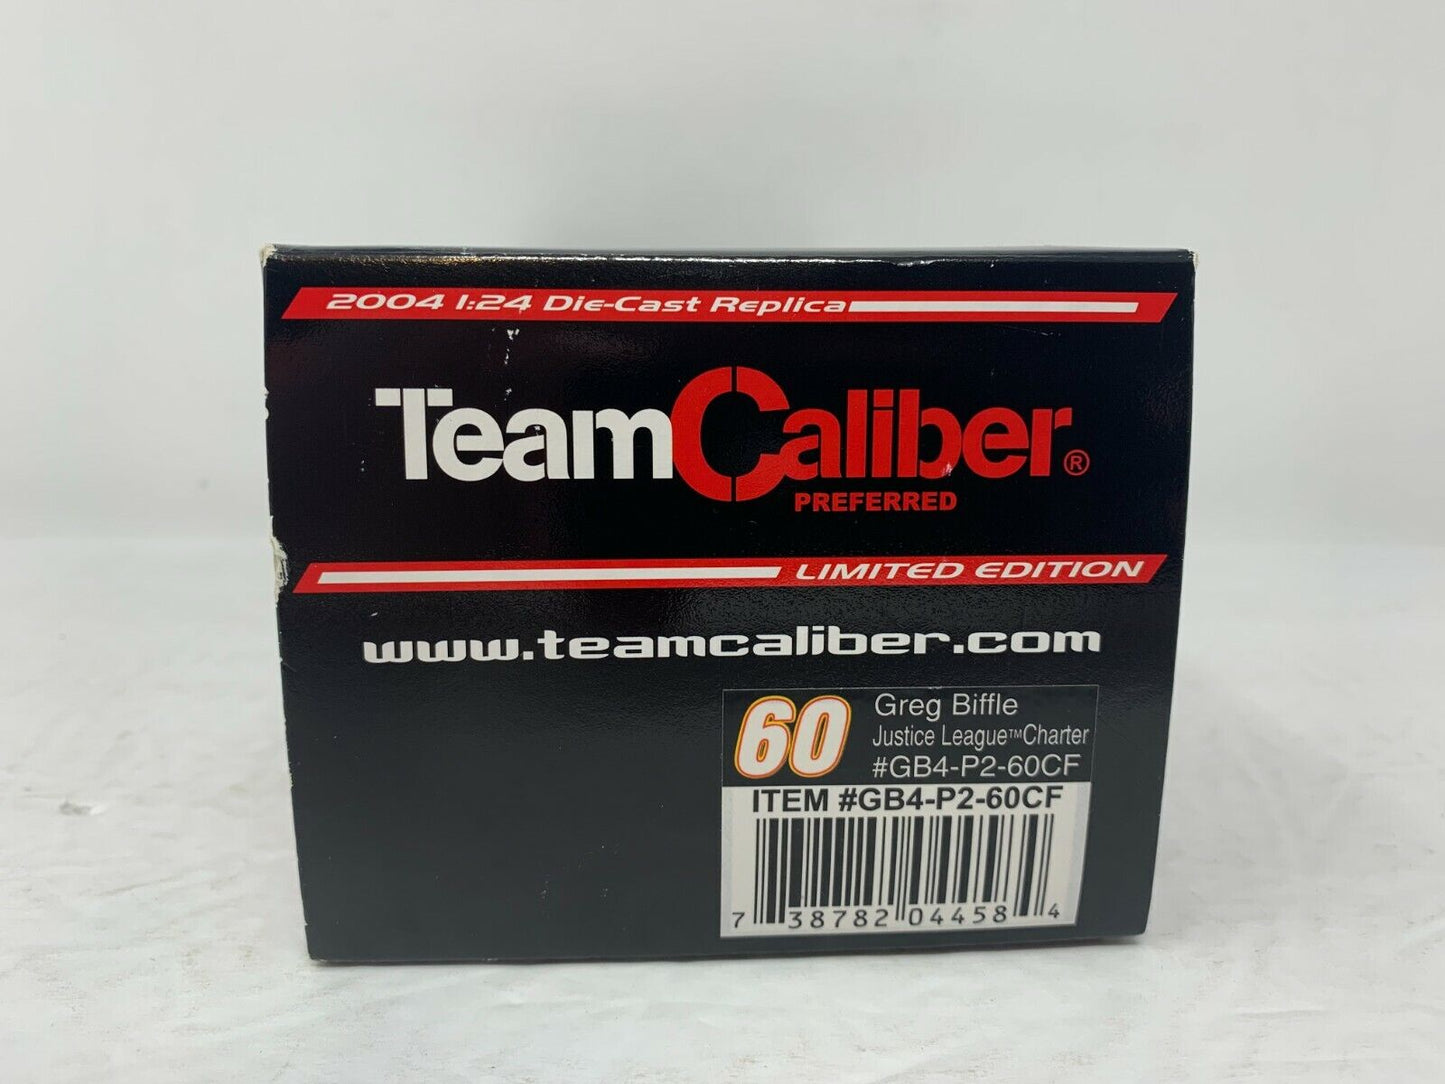 2004 1:24 Die-Cast Replica
TeamCaliber®
PREFERRED
LIMITED EDITION
www.teamcaliber.com
60
Greg Biffle
Justice League™Charter
#GB4-P2-60CF
ITEM #GB4-P2-60CF
7 38782 04458 4